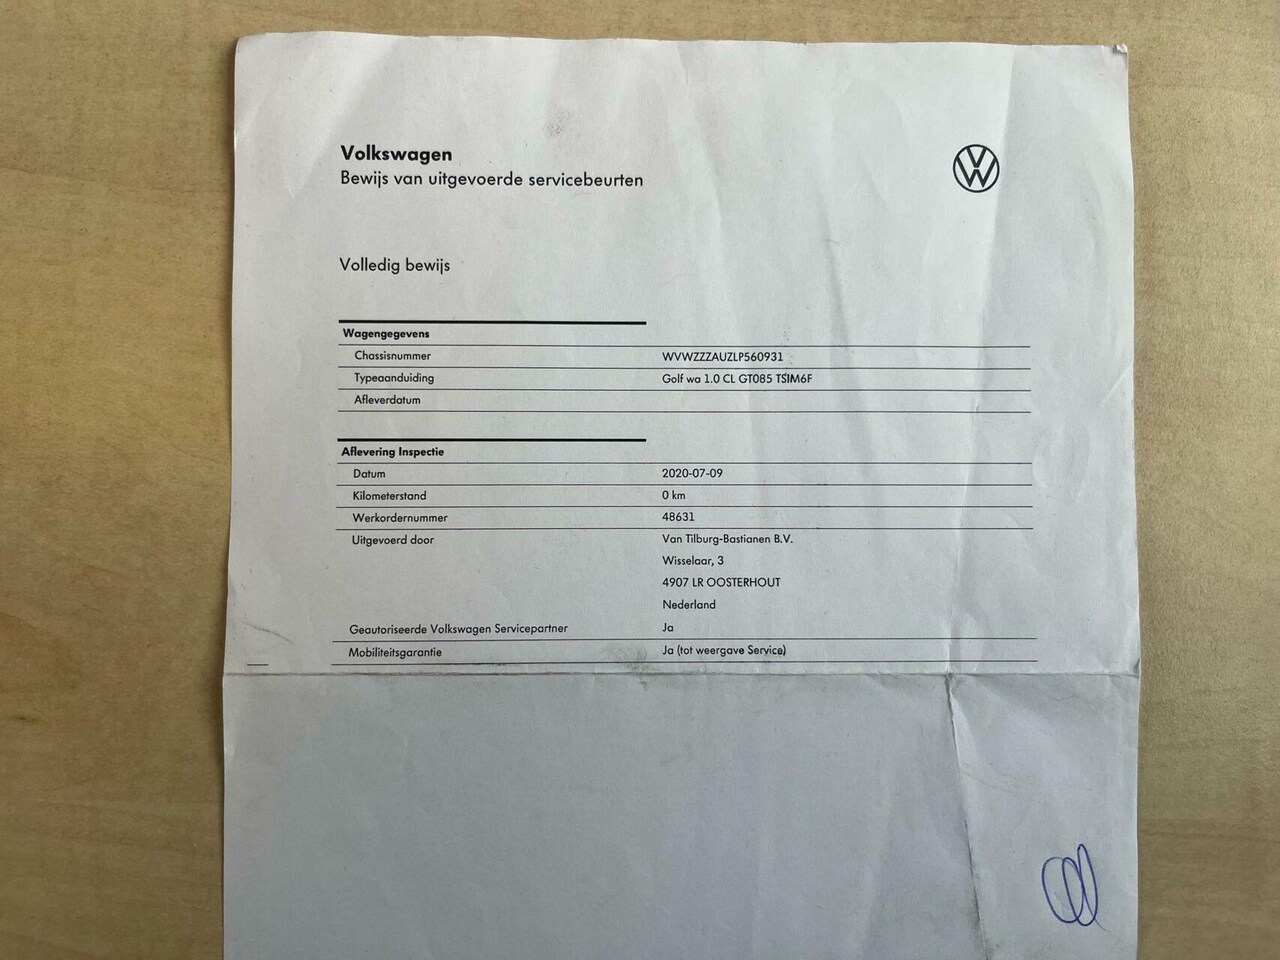 Volkswagen
Bewijs van uitgevoerde servicebeurten
Volledig bewijs
Wagengegevens
Chassisnummer WVWZZZAUZLP560931
Typeaanduiding Golf wa 1.0 CL GT085 TSIM6F
Afleverdatum
Aflevering Inspectie
Datum 2020-07-09
Kilometerstand 0 km
Werkordernummer 48631
Uitgevoerd door Van Tilburg-Bastianen B.V.
Wisselaar, 3
4907 LR OOSTERHOUT
Nederland
Geautoriseerde Volkswagen Servicepartner Ja
Mobiliteitsgarantie Ja (tot weergave Service)